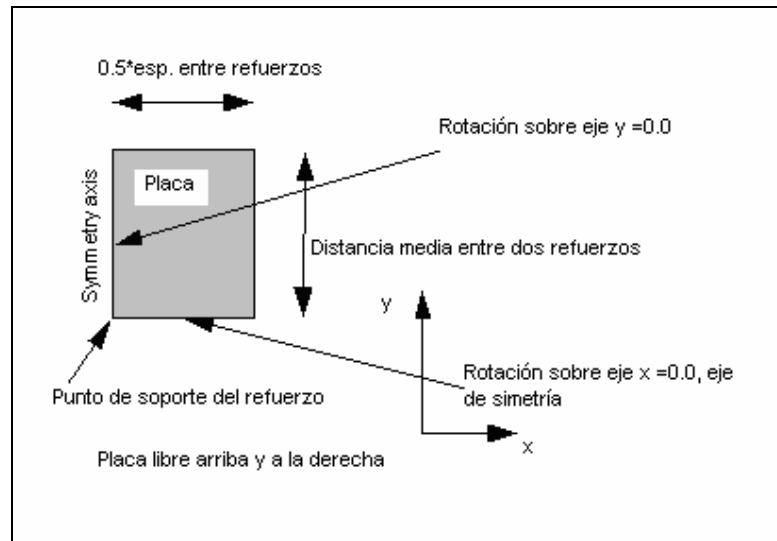 0.5*esp. entre refuerzos
Rotación sobre eje y =0.0
Placa
Symmetry axis
Distancia media entre dos refuerzos
y
Rotación sobre eje x =0.0, eje
de simetría
Punto de soporte del refuerzo
x
Placa libre arriba y a la derecha